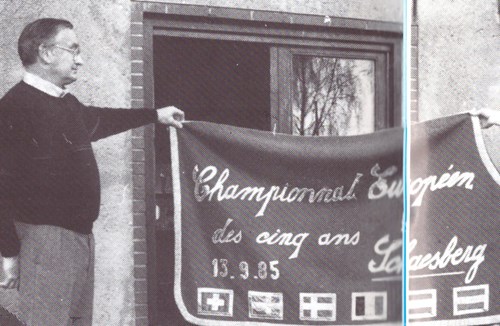 Championnat Européen
des cinq ans Schaesberg
13.9.85